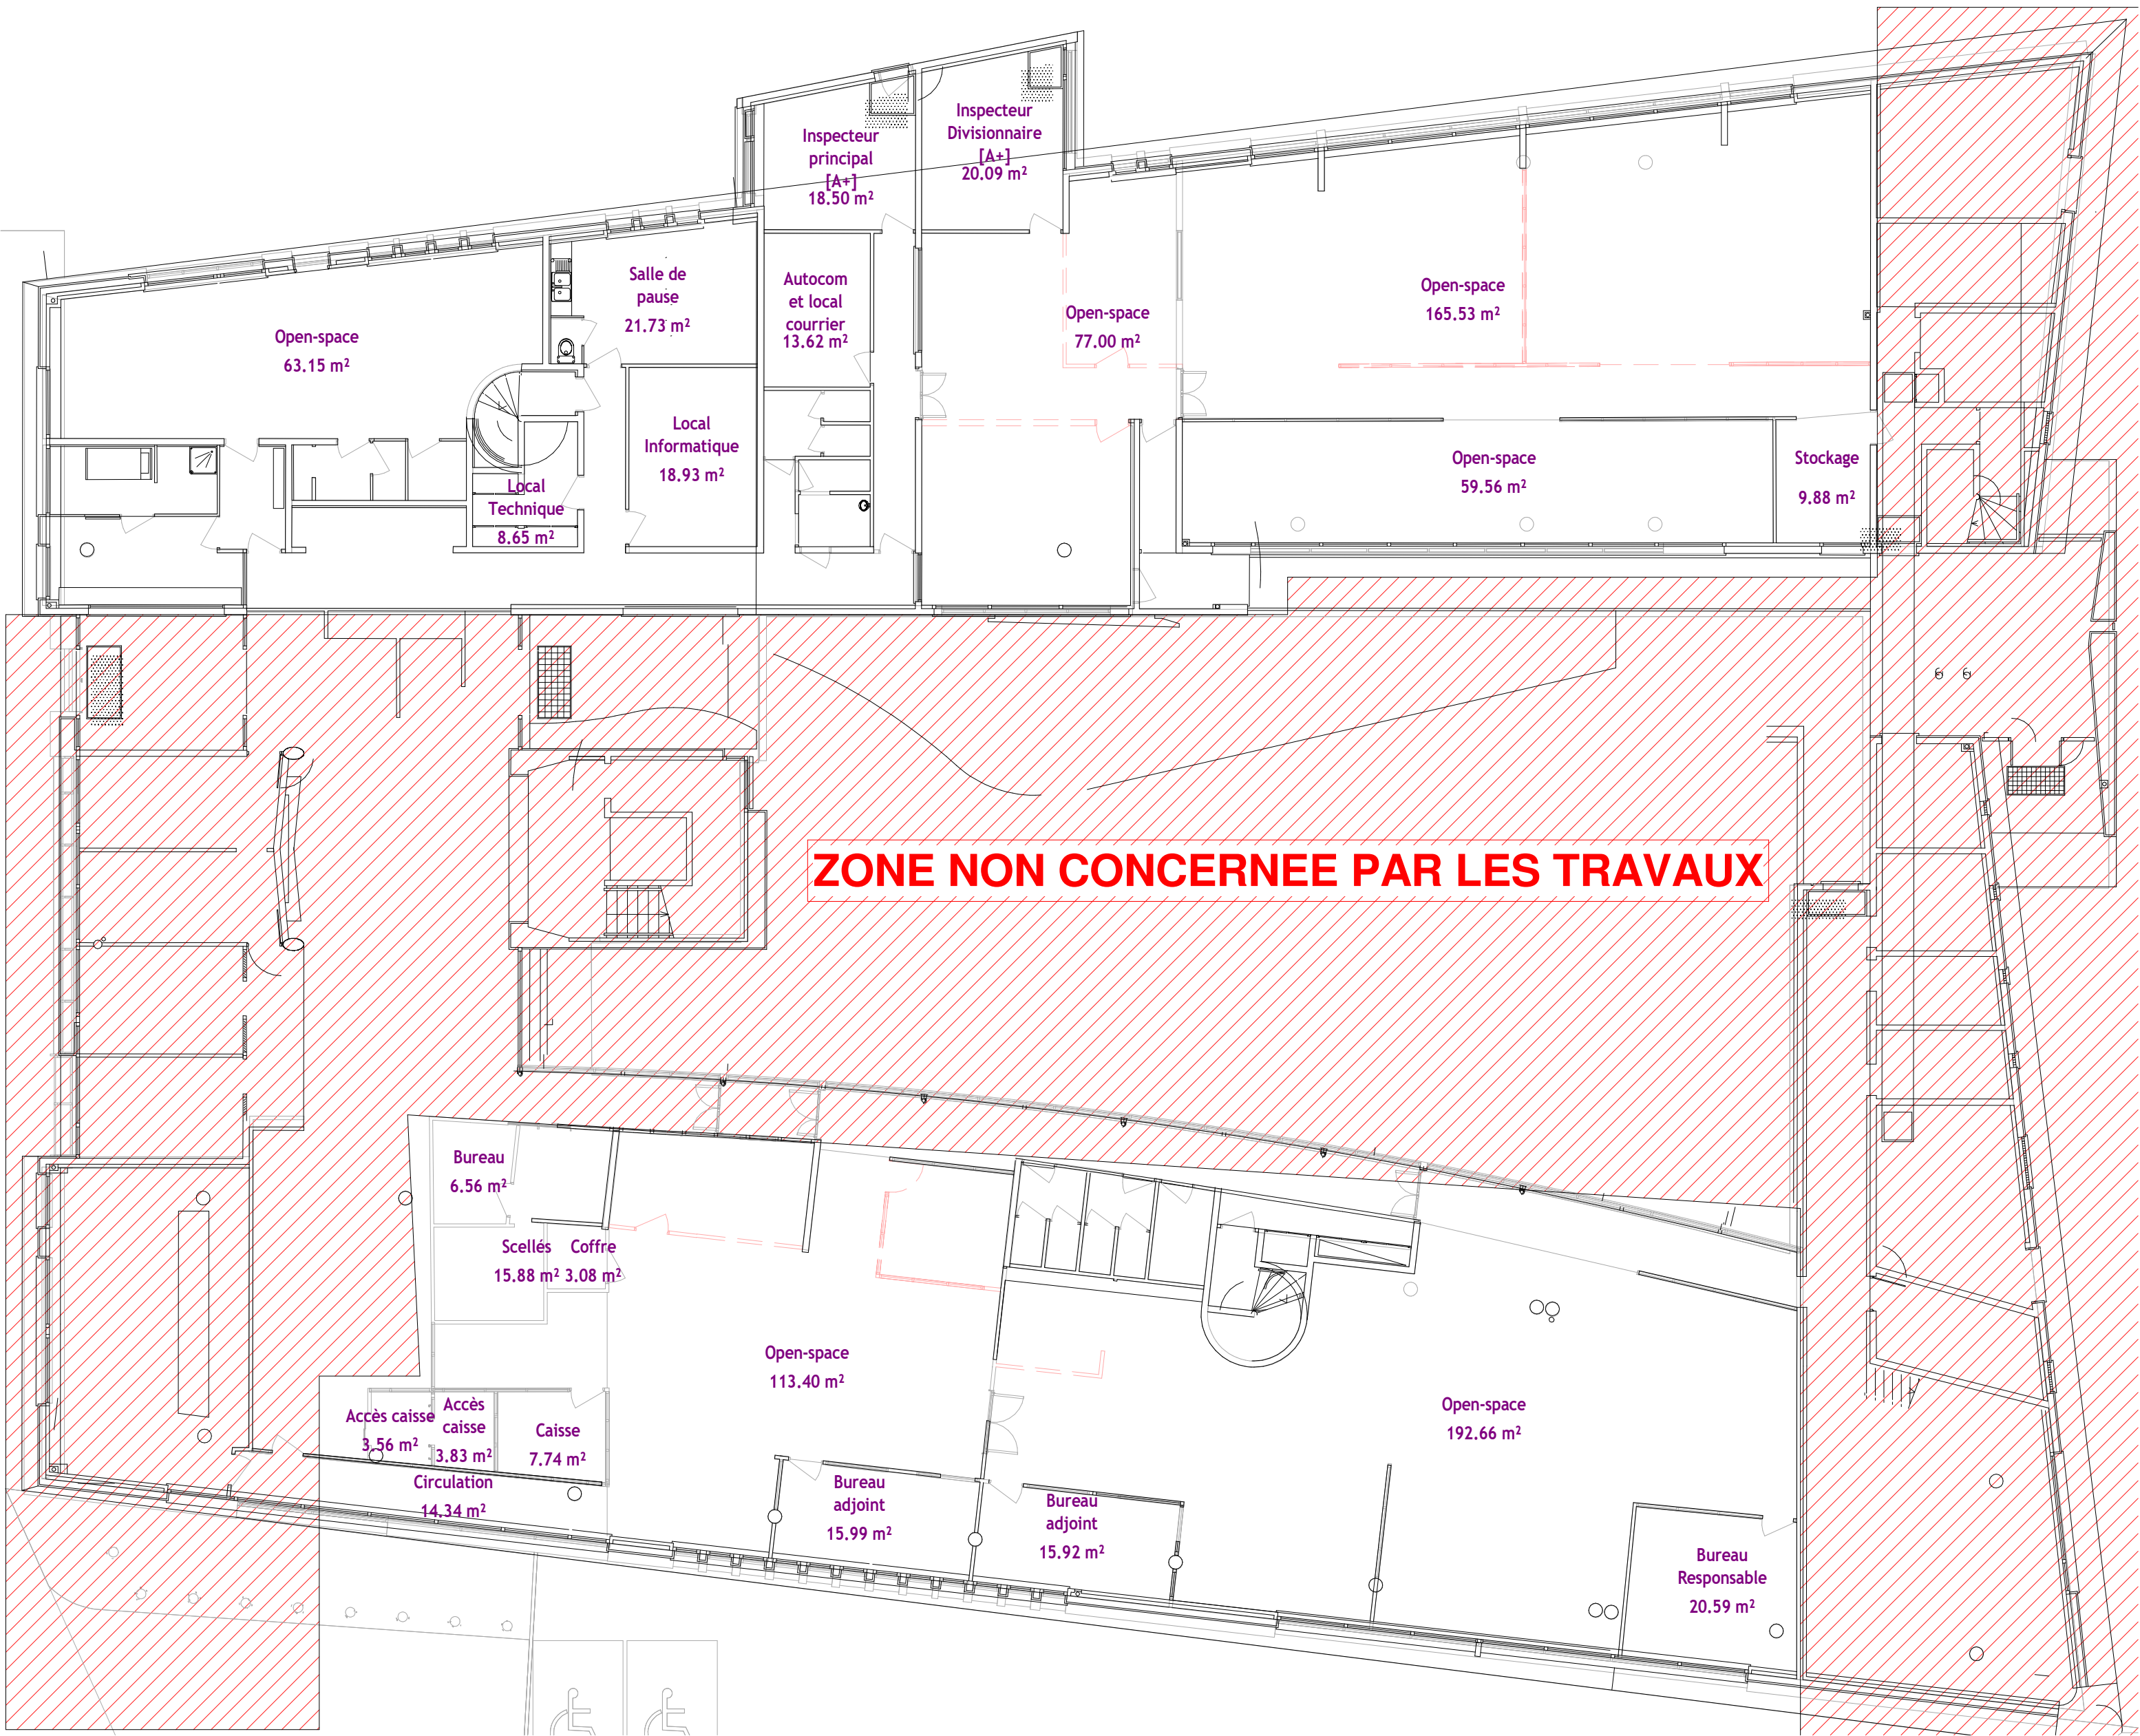 Inspecteur
principal
[A+]
18.50 m²
Inspecteur
Divisionnaire
[A+]
20.09 m²
Open-space
63.15 m²
Salle de
pause
21.73 m²
Autocom
et local
courrier
13.62 m²
Open-space
77.00 m²
Open-space
165.53 m²
Local
Informatique
18.93 m²
Local
Technique
8.65 m²
Open-space
59.56 m²
Stockage
9.88 m²
ZONE NON CONCERNEE PAR LES TRAVAUX
Bureau
6.56 m²
Scellés
15.88 m²
Coffre
3.08 m²
Open-space
113.40 m²
Open-space
192.66 m²
Accès caisse
3.56 m²
Accès
caisse
3.83 m²
Caisse
7.74 m²
Circulation
14.34 m²
Bureau
adjoint
15.99 m²
Bureau
adjoint
15.92 m²
Bureau
Responsable
20.59 m²